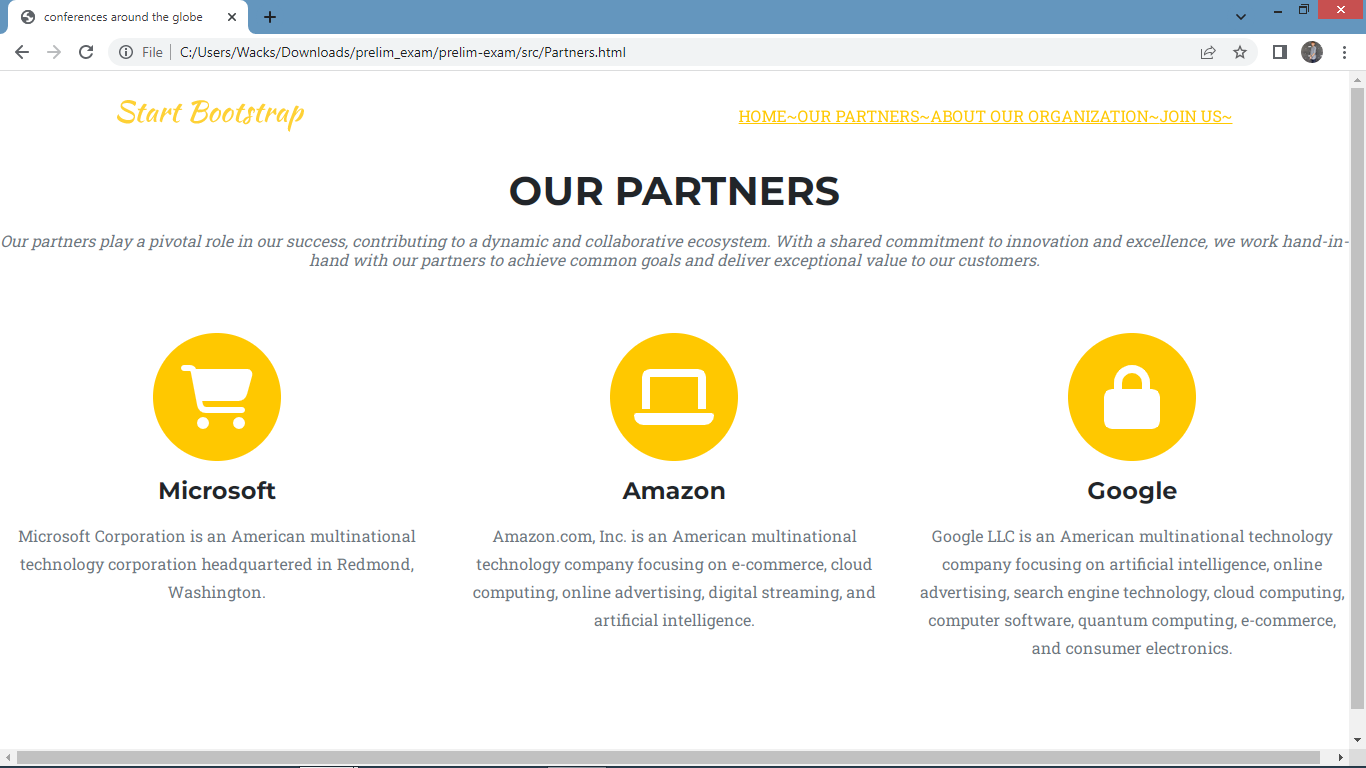 conferences around the globe
File | C:/Users/Wacks/Downloads/prelim_exam/prelim-exam/src/Partners.html
Start Bootstrap
HOME~OUR PARTNERS~ABOUT OUR ORGANIZATION~JOIN US~
OUR PARTNERS
Our partners play a pivotal role in our success, contributing to a dynamic and collaborative ecosystem. With a shared commitment to innovation and excellence, we work hand-in-
hand with our partners to achieve common goals and deliver exceptional value to our customers.
Microsoft
Microsoft Corporation is an American multinational
technology corporation headquartered in Redmond,
Washington.
Amazon
Amazon.com, Inc. is an American multinational
technology company focusing on e-commerce, cloud
computing, online advertising, digital streaming, and
artificial intelligence.
Google
Google LLC is an American multinational technology
company focusing on artificial intelligence, online
advertising, search engine technology, cloud computing,
computer software, quantum computing, e-commerce,
and consumer electronics.